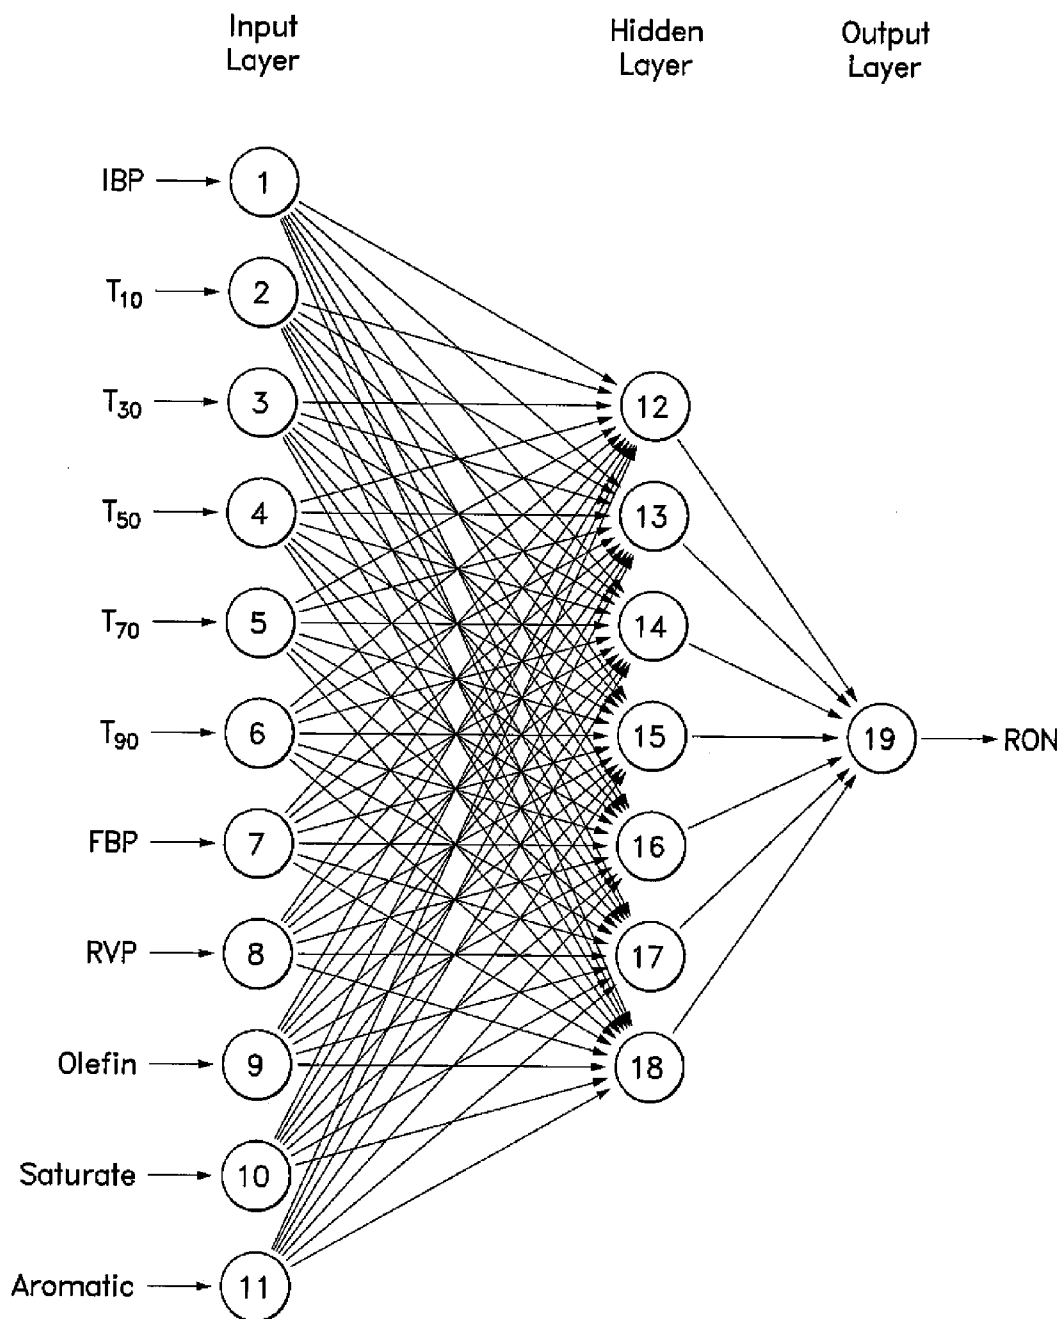 Input
Layer
Hidden
Layer
Output
Layer
IBP
1
T10
2
T30
3
12
T50
4
13
T70
5
14
T90
6
15
19
RON
FBP
7
16
RVP
8
17
Olefin
9
18
Saturate
10
Aromatic
11